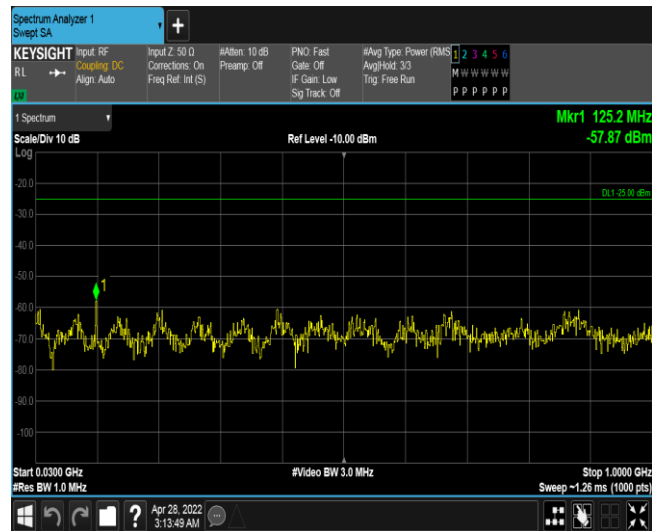 Spectrum Analyzer 1
Swept SA
KEYSIGHT
RL
Input: RF
Coupling: DC
Align: Auto
Input Z: 50 Ω
Corrections: On
Freq Ref: Int (S)
#Atten: 10 dB
Preamp: Off
PNO: Fast
Gate: Off
IF Gain: Low
Sig Track: Off
#Avg Type: Power (RMS
Avg|Hold: 3/3
Trig: Free Run
1 2 3 4 5 6
M W W W W W
P P P P P P
1 Spectrum
Mkr1 125.2 MHz
Scale/Div 10 dB
Ref Level -10.00 dBm
-57.87 dBm
Log
-20.0
DL1 -25.00 dBm
-30.0
-40.0
-50.0
1
-60.0
-70.0
-80.0
-90.0
-100
Start 0.0300 GHz
#Video BW 3.0 MHz
Stop 1.0000 GHz
#Res BW 1.0 MHz
Sweep ~1.26 ms (1000 pts)
?
Apr 28, 2022
3:13:49 AM